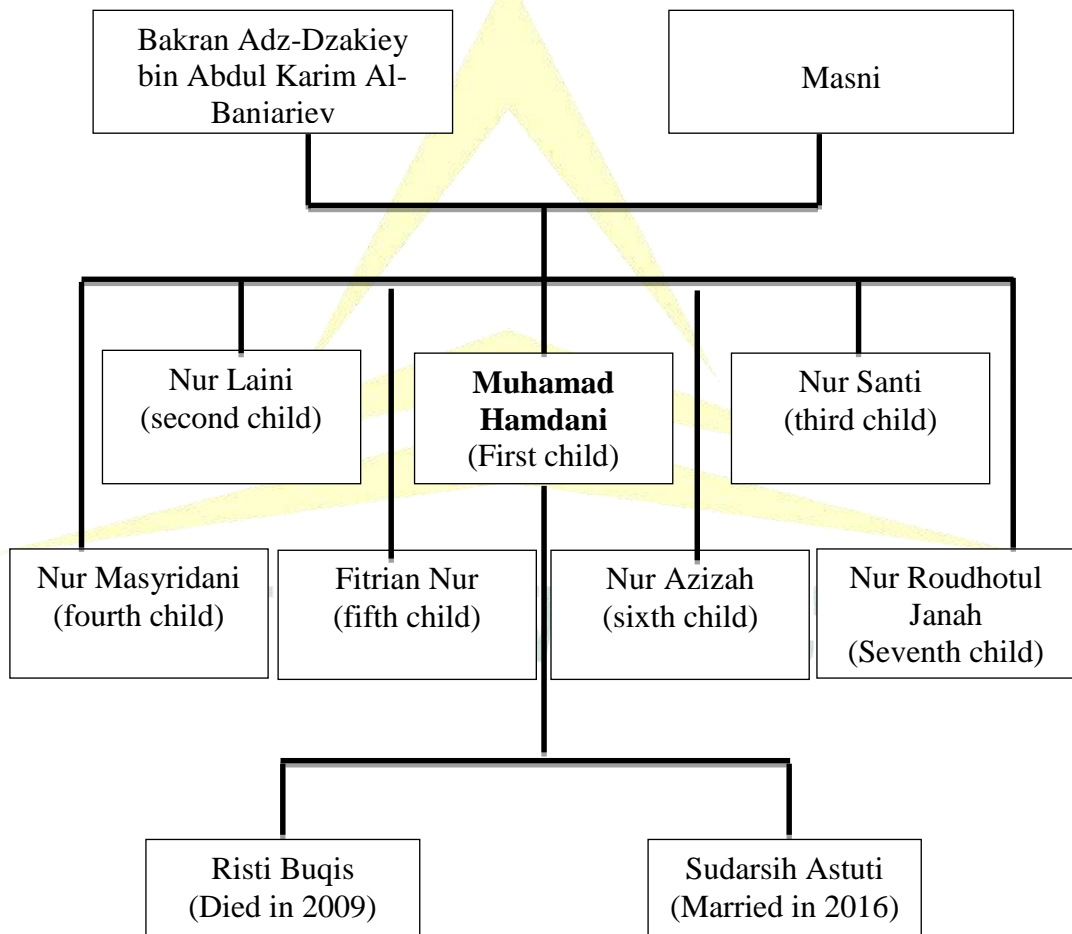 Bakran Adz-Dzakiey
bin Abdul Karim Al-
Banjariey
Masni
Nur Laini
(second child)
Muhamad
Hamdani
(First child)
Nur Santi
(third child)
Nur Masyridani
(fourth child)
Fitrian Nur
(fifth child)
Nur Azizah
(sixth child)
Nur Roudhotul
Janah
(Seventh child)
Risti Buqis
(Died in 2009)
Sudarsih Astuti
(Married in 2016)